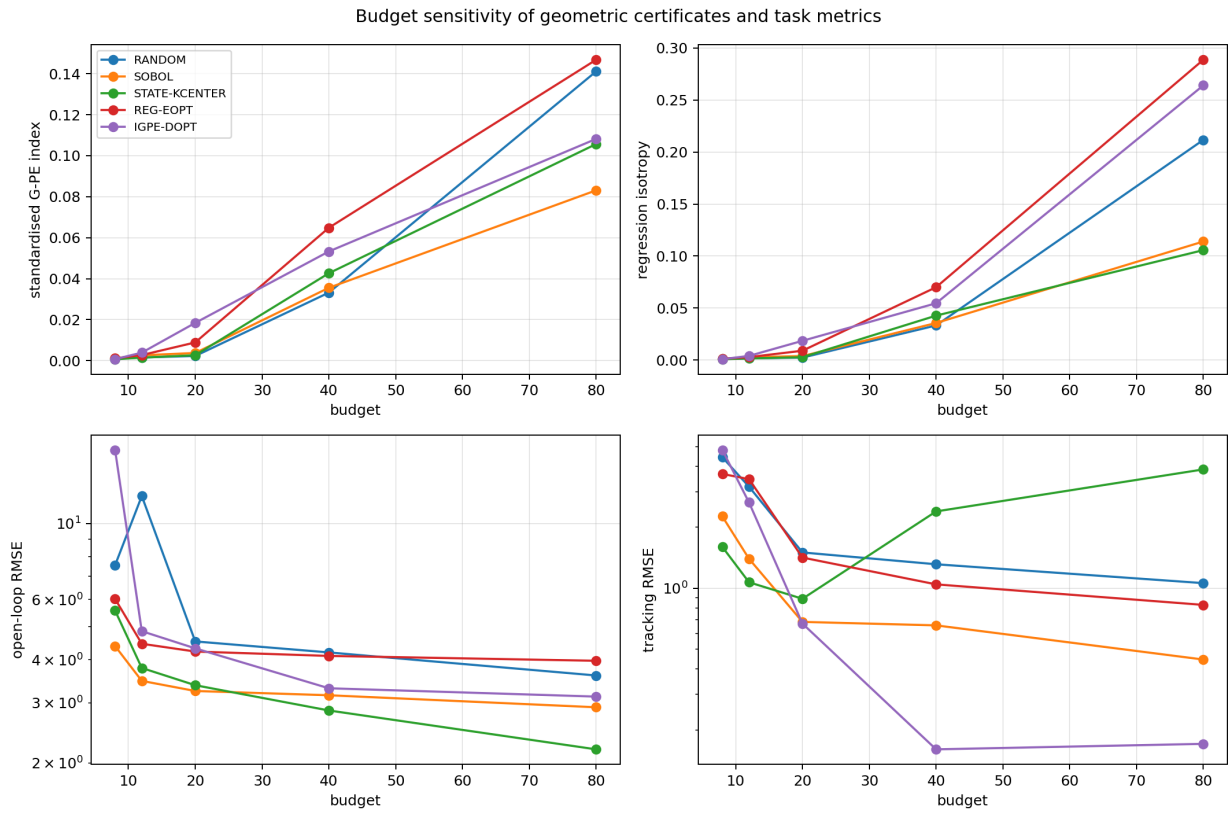 Budget sensitivity of geometric certificates and task metrics
standardised G-PE index
0.14
0.12
0.10
0.08
0.06
0.04
0.02
0.00
RANDOM
SOBOL
STATE-KCENTER
REG-EOPT
IGPE-DOPT
10 20 30 40 50 60 70 80
budget
regression isotropy
0.30
0.25
0.20
0.15
0.10
0.05
0.00
10 20 30 40 50 60 70 80
budget
open-loop RMSE
10¹
6 × 10⁰
4 × 10⁰
3 × 10⁰
2 × 10⁰
10 20 30 40 50 60 70 80
budget
tracking RMSE
10⁰
10 20 30 40 50 60 70 80
budget